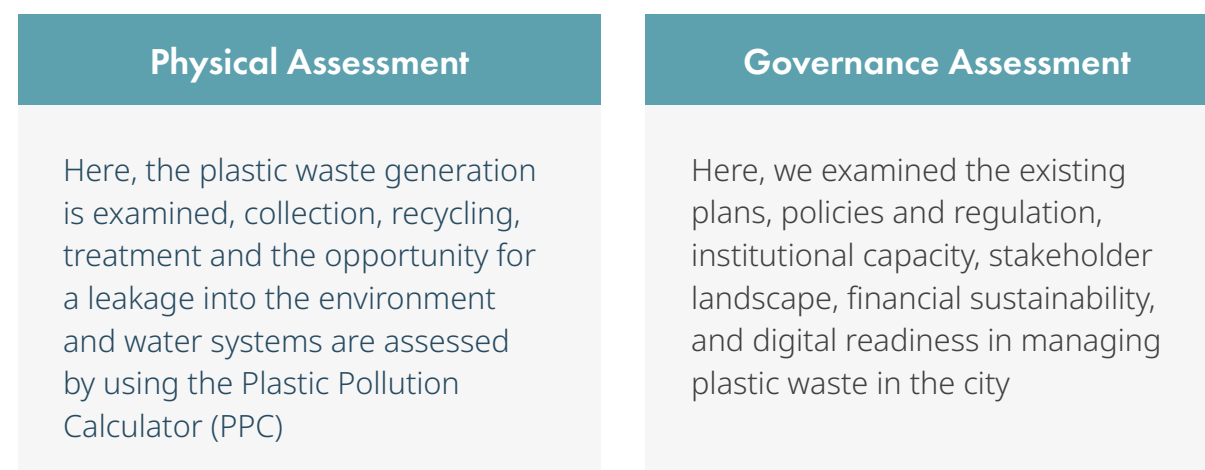 Physical Assessment
Here, the plastic waste generation
is examined, collection, recycling,
treatment and the opportunity for
a leakage into the environment
and water systems are assessed
by using the Plastic Pollution
Calculator (PPC)
Governance Assessment
Here, we examined the existing
plans, policies and regulation,
institutional capacity, stakeholder
landscape, financial sustainability,
and digital readiness in managing
plastic waste in the city